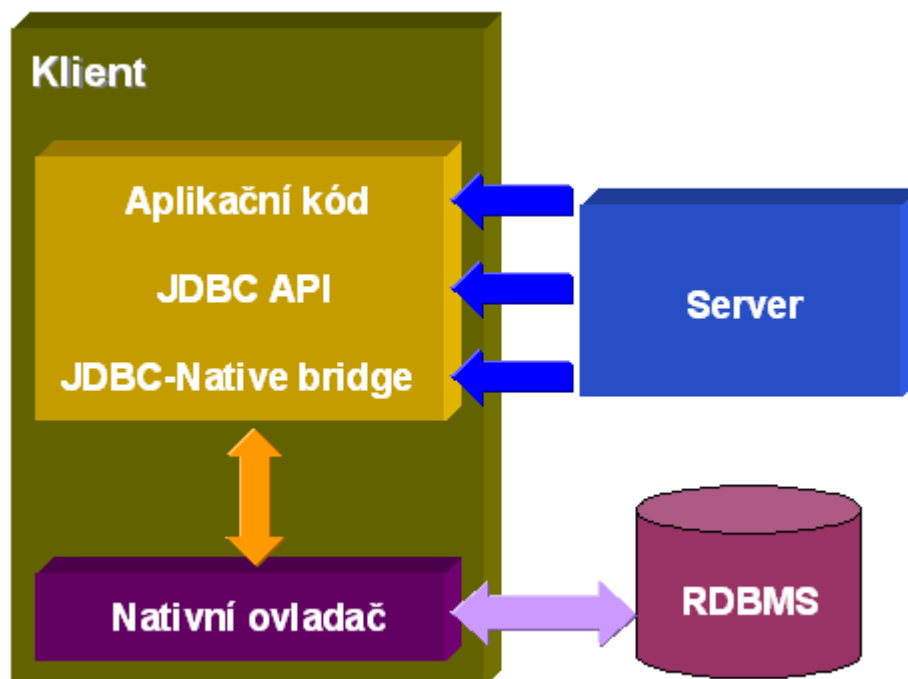 Klient
Aplikační kód
JDBC API
JDBC-Native bridge
Server
Nativní ovladač
RDBMS